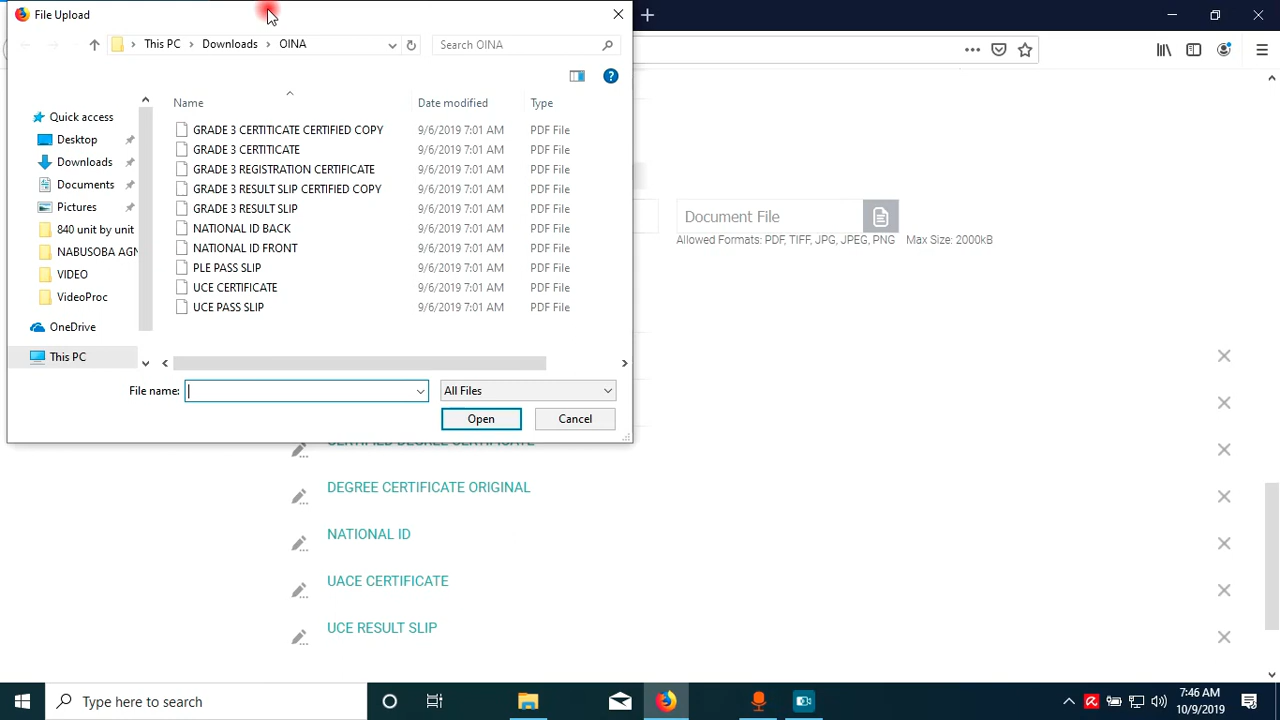 File Upload
This PC > Downloads > OINA
Search OINA
Name Date modified Type
Quick access
Desktop
Downloads
Documents
Pictures
840 unit by unit
NABUSOBA AGN
VIDEO
VideoProc
OneDrive
This PC
GRADE 3 CERTITICATE CERTIFIED COPY 9/6/2019 7:01 AM PDF File
GRADE 3 CERTITICATE 9/6/2019 7:01 AM PDF File
GRADE 3 REGISTRATION CERTIFICATE 9/6/2019 7:01 AM PDF File
GRADE 3 RESULT SLIP CERTIFIED COPY 9/6/2019 7:01 AM PDF File
GRADE 3 RESULT SLIP 9/6/2019 7:01 AM PDF File
NATIONAL ID BACK 9/6/2019 7:01 AM PDF File
NATIONAL ID FRONT 9/6/2019 7:01 AM PDF File
PLE PASS SLIP 9/6/2019 7:01 AM PDF File
UCE CERTIFICATE 9/6/2019 7:01 AM PDF File
UCE PASS SLIP 9/6/2019 7:01 AM PDF File
File name:
All Files
Open
Cancel
Document File
Allowed Formats: PDF, TIFF, JPG, JPEG, PNG Max Size: 2000kB
CERTIFIED DEGREE CERTIFICATE
DEGREE CERTIFICATE ORIGINAL
NATIONAL ID
UACE CERTIFICATE
UCE RESULT SLIP
Type here to search
7:46 AM
10/9/2019